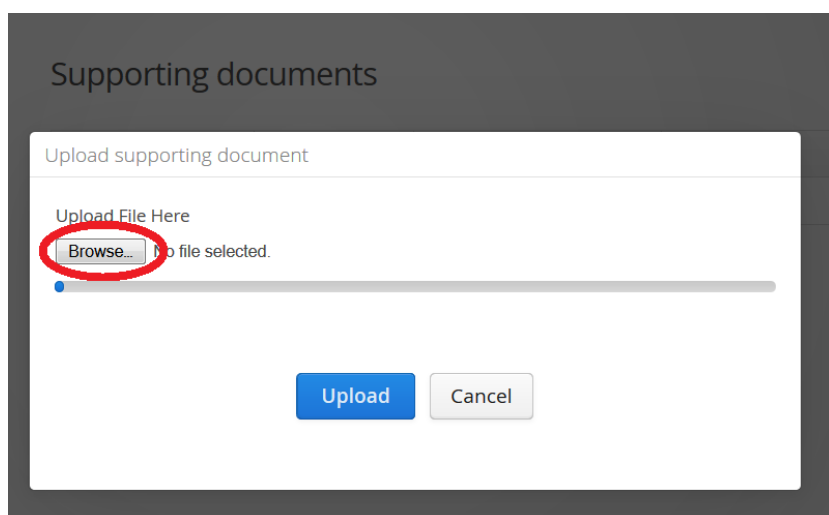 Supporting documents
Upload supporting document
Upload File Here
Browse... No file selected.
Upload Cancel